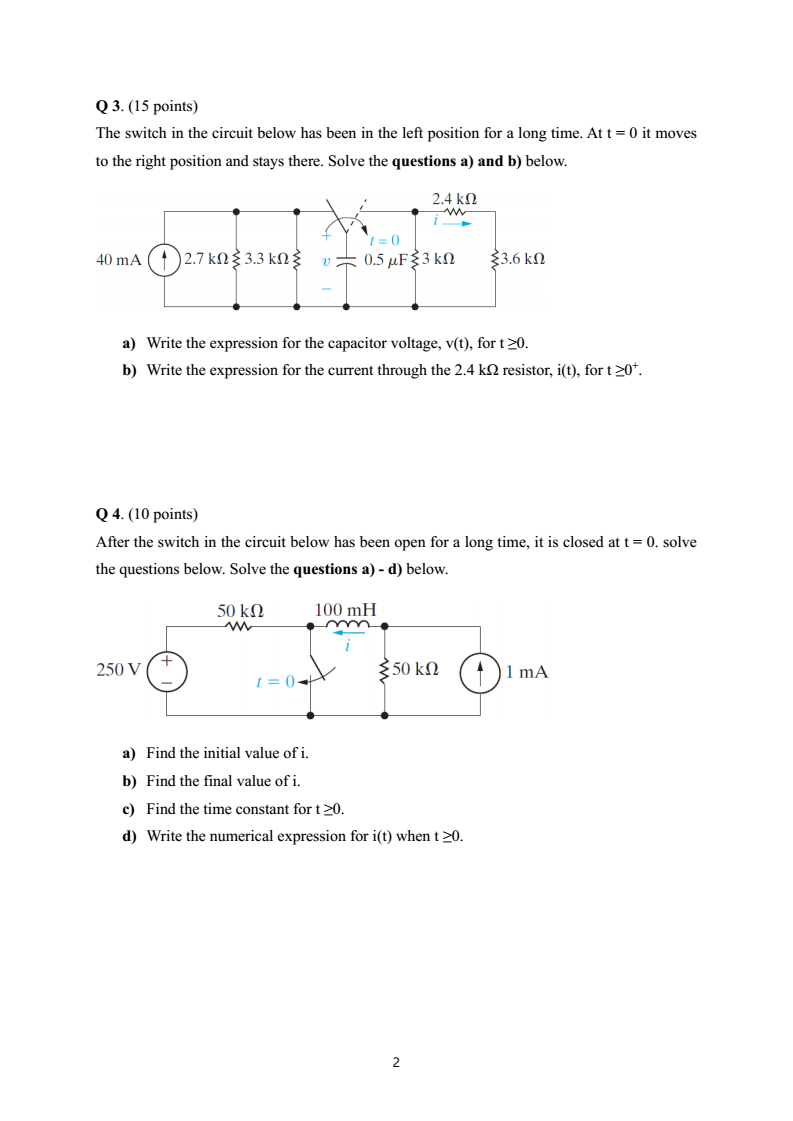 Q 3. (15 points)
The switch in the circuit below has been in the left position for a long time. At t = 0 it moves
to the right position and stays there. Solve the questions a) and b) below.
2.4 kΩ
i
+
t = 0
40 mA
2.7 kΩ
3.3 kΩ
v
0.5 μF
3 kΩ
3.6 kΩ
−
a) Write the expression for the capacitor voltage, v(t), for t ≥0.
b) Write the expression for the current through the 2.4 kΩ resistor, i(t), for t ≥0⁺.
Q 4. (10 points)
After the switch in the circuit below has been open for a long time, it is closed at t = 0. solve
the questions below. Solve the questions a) - d) below.
50 kΩ
100 mH
i
250 V
+
−
t = 0
50 kΩ
1 mA
a) Find the initial value of i.
b) Find the final value of i.
c) Find the time constant for t ≥0.
d) Write the numerical expression for i(t) when t ≥0.
2